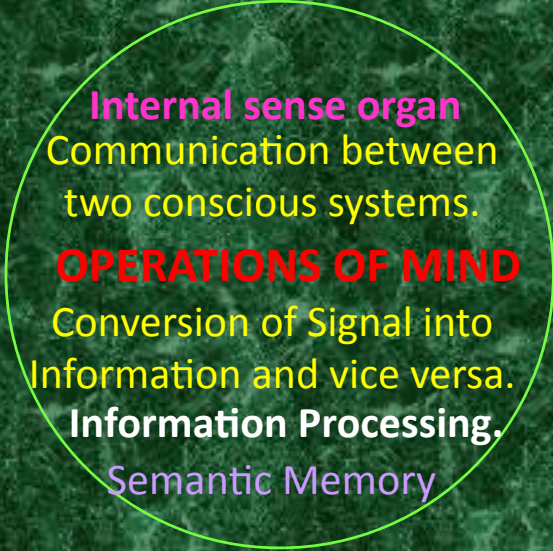 Internal sense organ
Communication between
two conscious systems.
OPERATIONS OF MIND
Conversion of Signal into
Information and vice versa.
Information Processing.
Semantic Memory